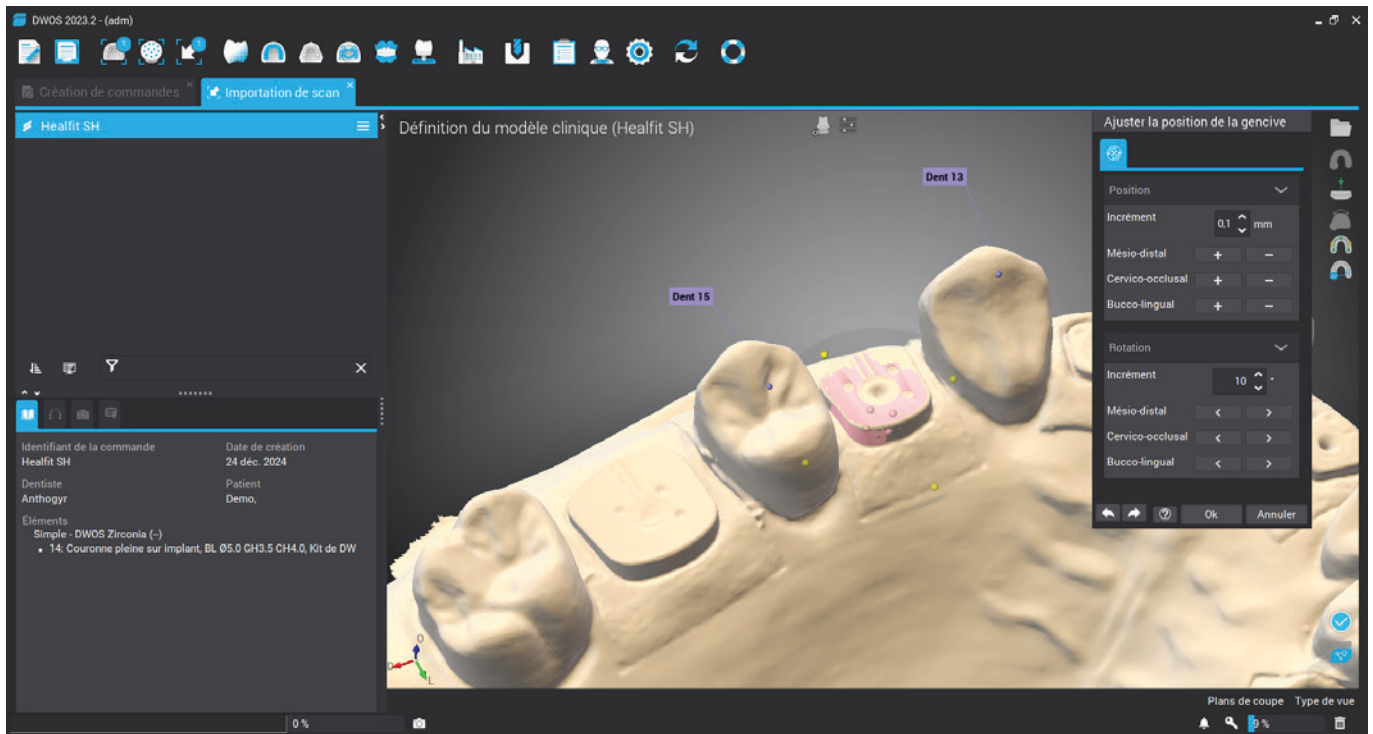 DWOS 2023.2 - (adm)
Création de commandes
Importation de scan
Healfit SH
Identifiant de la commande
Healfit SH
Date de création
24 déc. 2024
Dentiste
Anthogyr
Patient
Demo,
Éléments
Simple - DWOS Zirconia (--)
14: Couronne pleine sur implant, BL Ø5.0 GH3.5 CH4.0, Kit de DW
Définition du modèle clinique (Healfit SH)
Dent 13
Dent 15
O
D
L
Ajuster la position de la gencive
Position
Incrément 0,1 mm
Mésio-distal + −
Cervico-occlusal + −
Bucco-lingual + −
Rotation
Incrément 10 °
Mésio-distal < >
Cervico-occlusal < >
Bucco-lingual < >
Ok Annuler
Plans de coupe Type de vue
0 %
9 %